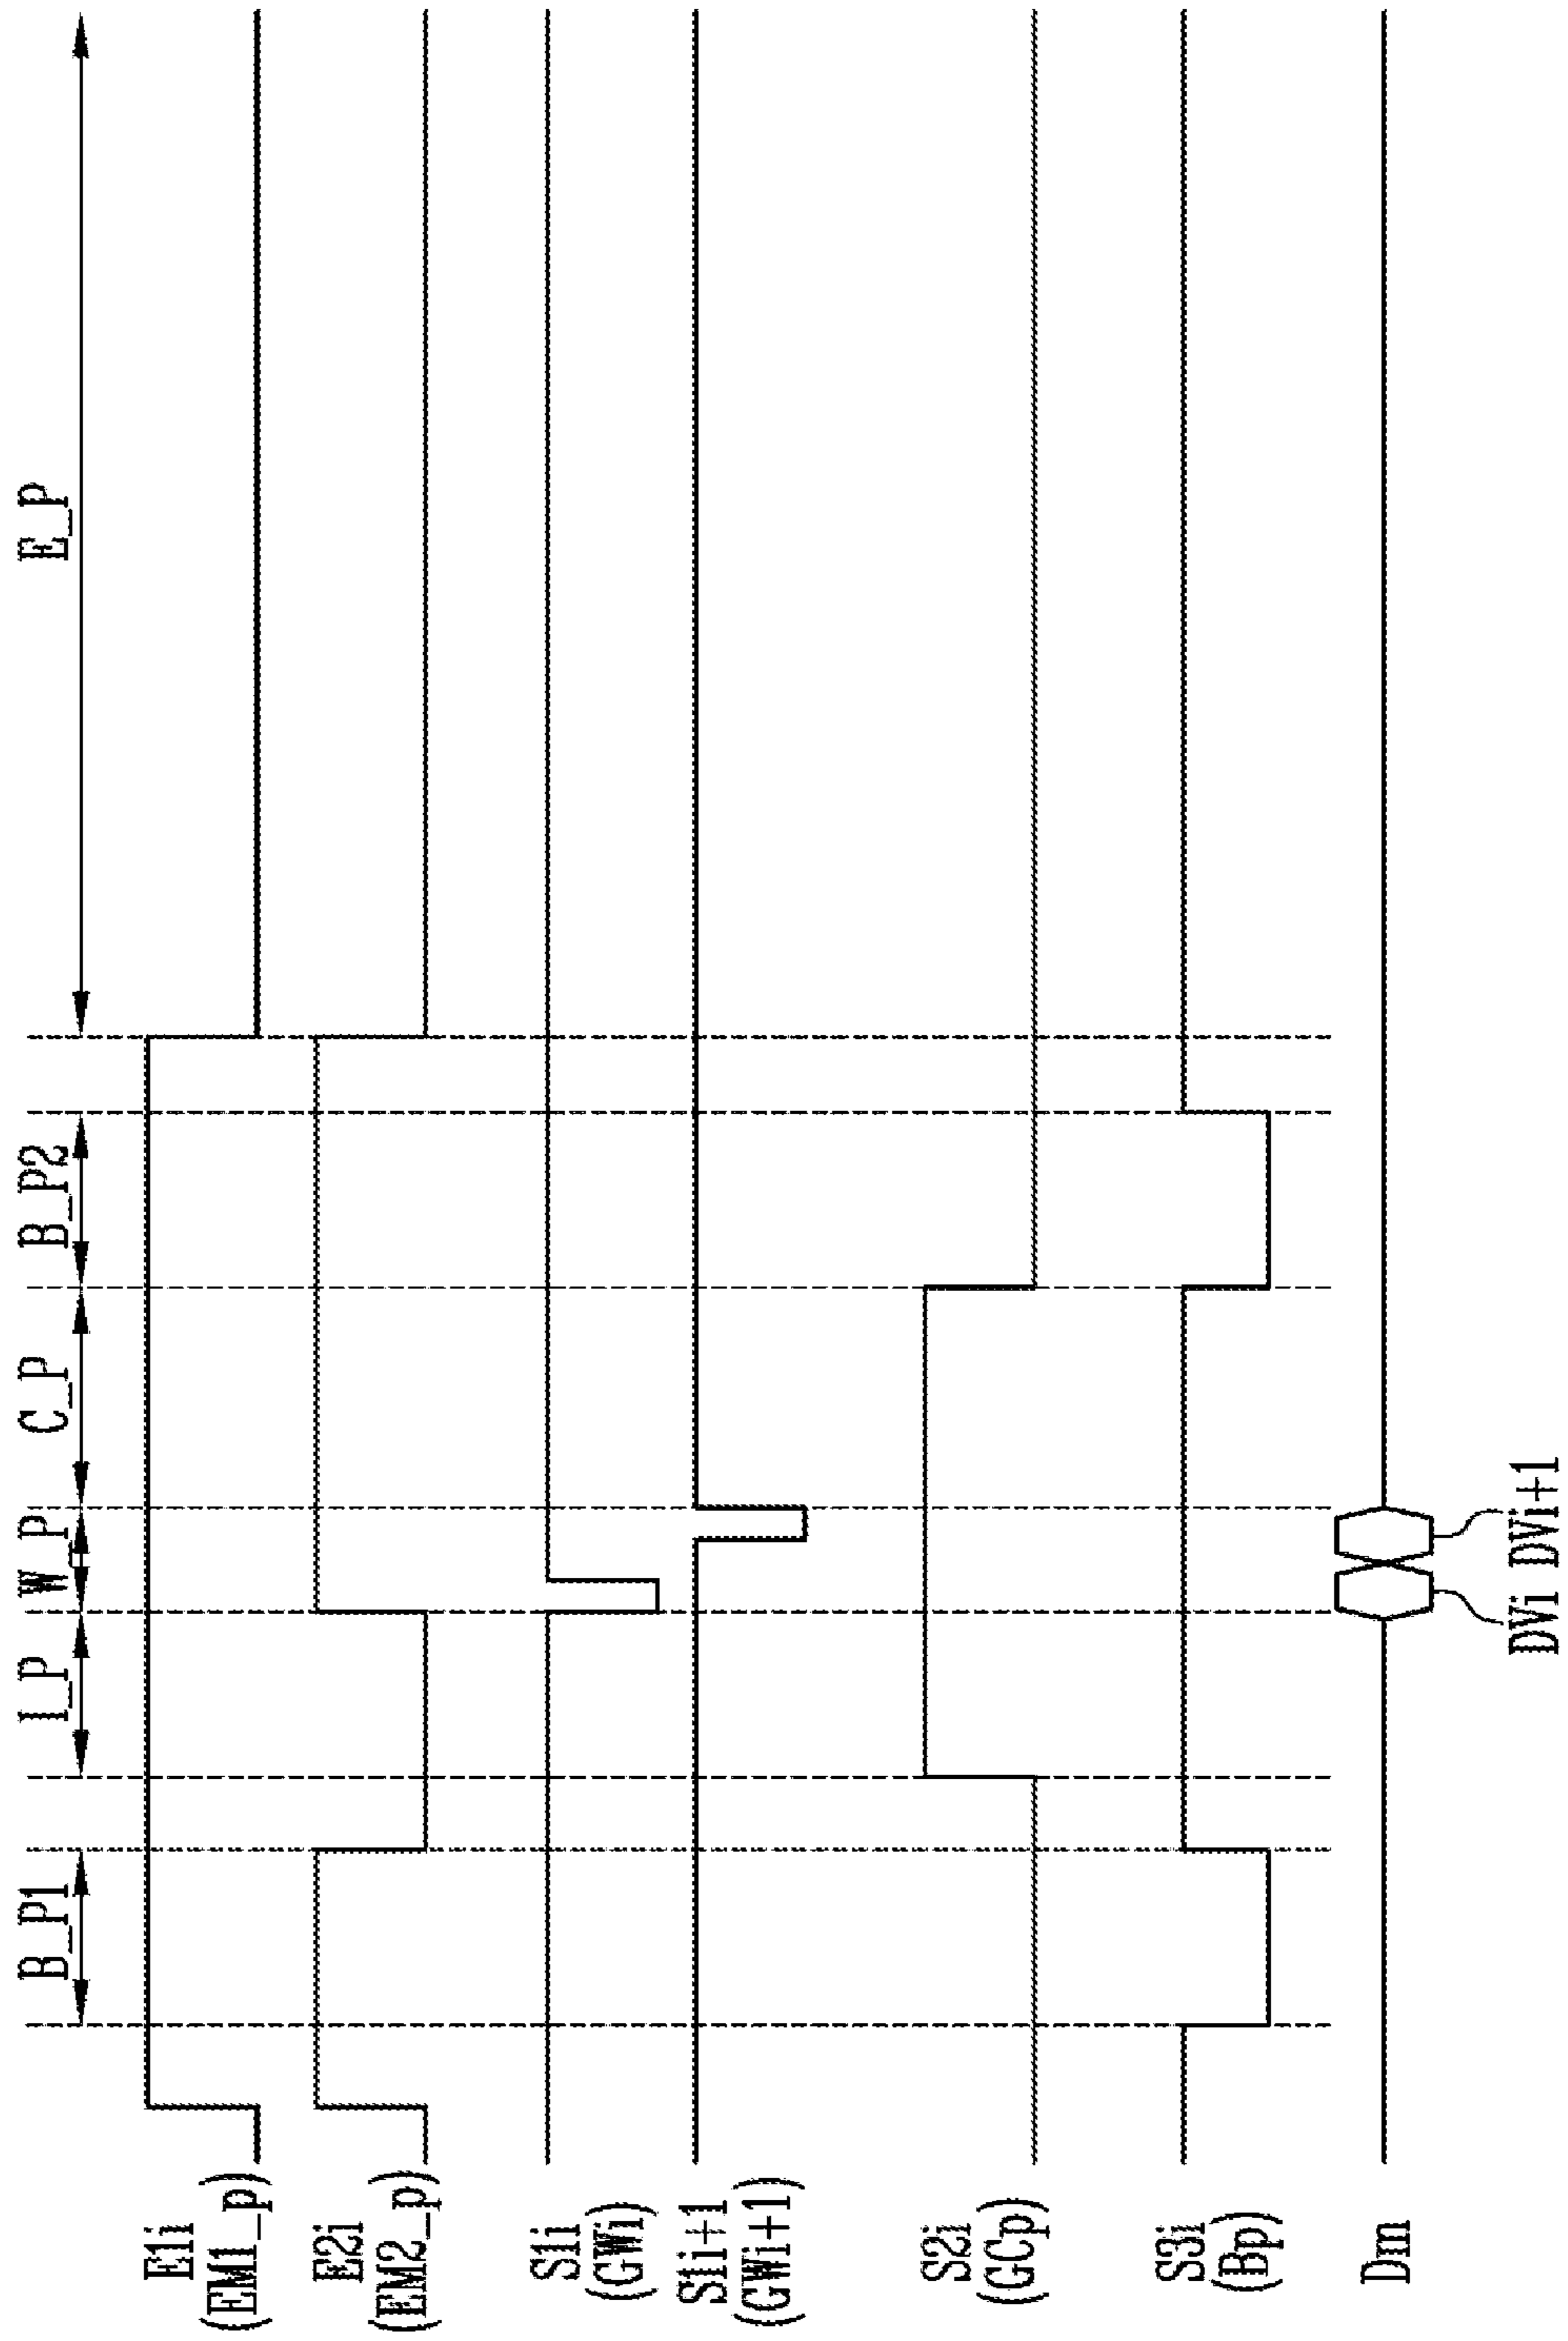 B_P1 I_P W_P C_P B_P2 E_P
E1i
(EM1_p)
E2i
(EM2_p)
S1i
(GWi)
S1i+1
(GWi+1)
S2i
(GCp)
S3i
(Bp)
Dm
DVi DVi+1